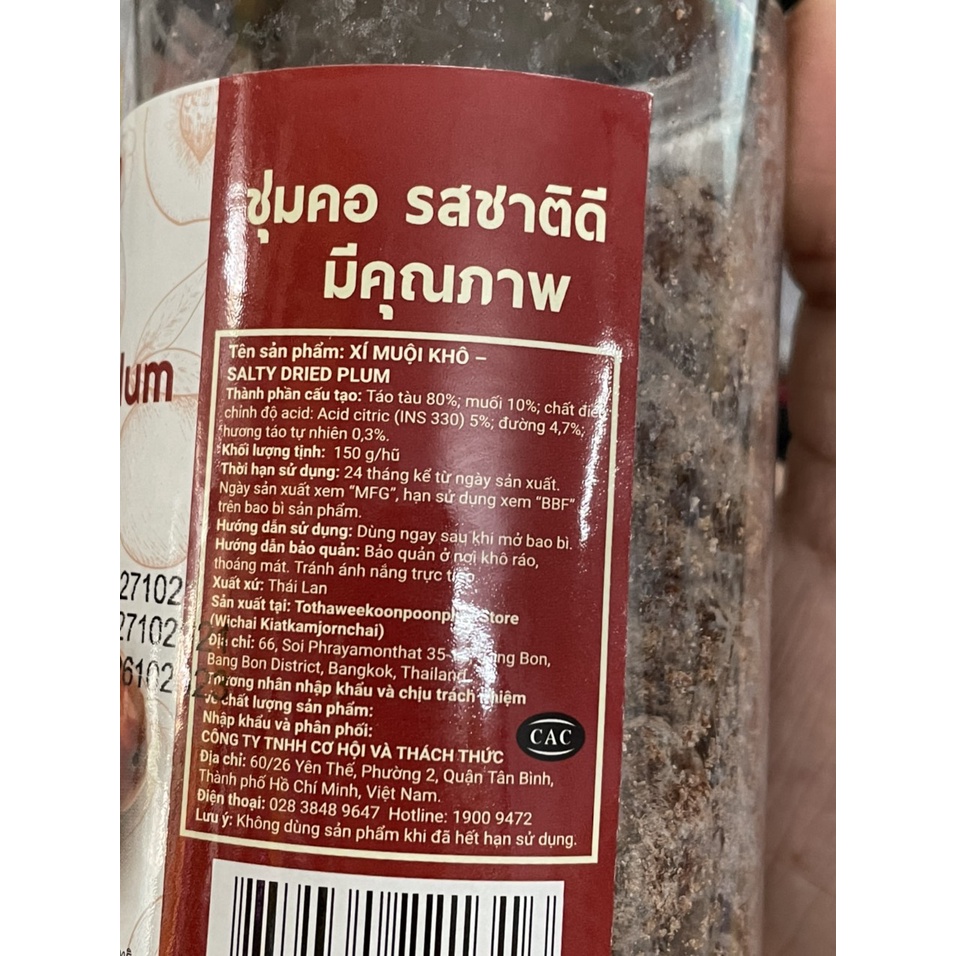 ชุ่มคอ รสชาติดี
มีคุณภาพ
lum
Tên sản phẩm: XÍ MUỘI KHÔ –
SALTY DRIED PLUM
Thành phần cấu tạo: Táo tàu 80%; muối 10%; chất điều
chỉnh độ acid: Acid citric (INS 330) 5%; đường 4,7%;
hương táo tự nhiên 0,3%.
Khối lượng tịnh: 150 g/hũ
Thời hạn sử dụng: 24 tháng kể từ ngày sản xuất.
Ngày sản xuất xem "MFG", hạn sử dụng xem "BBF"
trên bao bì sản phẩm.
Hướng dẫn sử dụng: Dùng ngay sau khi mở bao bì.
Hướng dẫn bảo quản: Bảo quản ở nơi khô ráo,
thoáng mát. Tránh ánh nắng trực tiếp
Xuất xứ: Thái Lan
Sản xuất tại: Store
(Wichai Kiatkamjornchai)
Địa chỉ: 66, Soi Phrayamonthat 35- Bon,
Bang Bon District, Bangkok, Thailand.
Thương nhân nhập khẩu và chịu trách nhiệm
về chất lượng sản phẩm:
Nhập khẩu và phân phối:
CÔNG TY TNHH CƠ HỘI VÀ THÁCH THỨC
CAC
Địa chỉ: 60/26 Yên Thế, Phường 2, Quận Tân Bình,
Thành phố Hồ Chí Minh, Việt Nam.
Điện thoại: 028 3848 9647 Hotline: 1900 9472
Lưu ý: Không dùng sản phẩm khi đã hết hạn sử dụng.